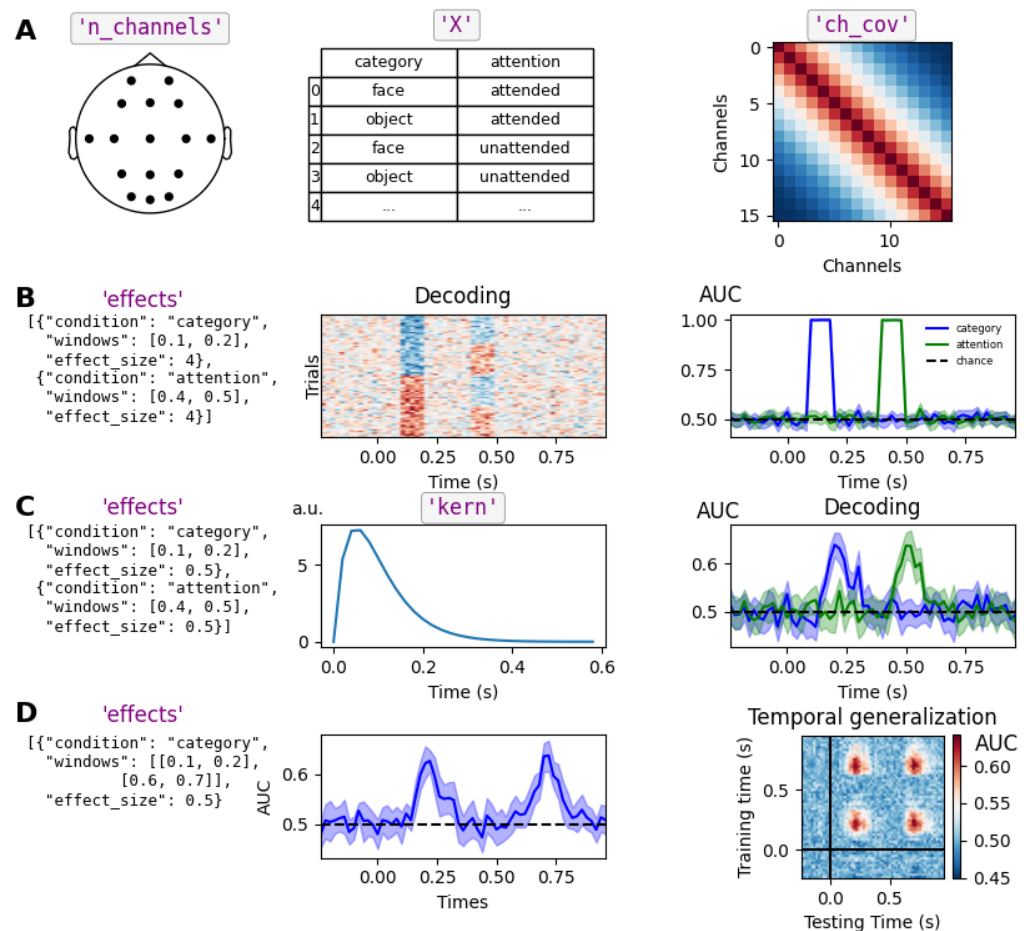 A
'n_channels'
'X'
'ch_cov'
category attention
0 face attended
1 object attended
2 face unattended
3 object unattended
4 ... ...
Channels
0
5
10
15
0 10
Channels
B
'effects'
[{"condition": "category",
"windows": [0.1, 0.2],
"effect_size": 4},
{"condition": "attention",
"windows": [0.4, 0.5],
"effect_size": 4}]
Decoding
Trials
0.00 0.25 0.50 0.75
Time (s)
AUC
1.00
0.75
0.50
category
attention
chance
0.00 0.25 0.50 0.75
Time (s)
C
'effects'
[{"condition": "category",
"windows": [0.1, 0.2],
"effect_size": 0.5},
{"condition": "attention",
"windows": [0.4, 0.5],
"effect_size": 0.5}]
a.u.
'kern'
5
0
0.0 0.2 0.4 0.6
Time (s)
AUC
Decoding
0.6
0.5
0.00 0.25 0.50 0.75
Time (s)
D
'effects'
[{"condition": "category",
"windows": [[0.1, 0.2],
[0.6, 0.7]],
"effect_size": 0.5}
AUC
0.6
0.5
0.00 0.25 0.50 0.75
Times
Temporal generalization
Training time (s)
0.5
0.0
0.0 0.5
Testing Time (s)
AUC
0.60
0.55
0.50
0.45